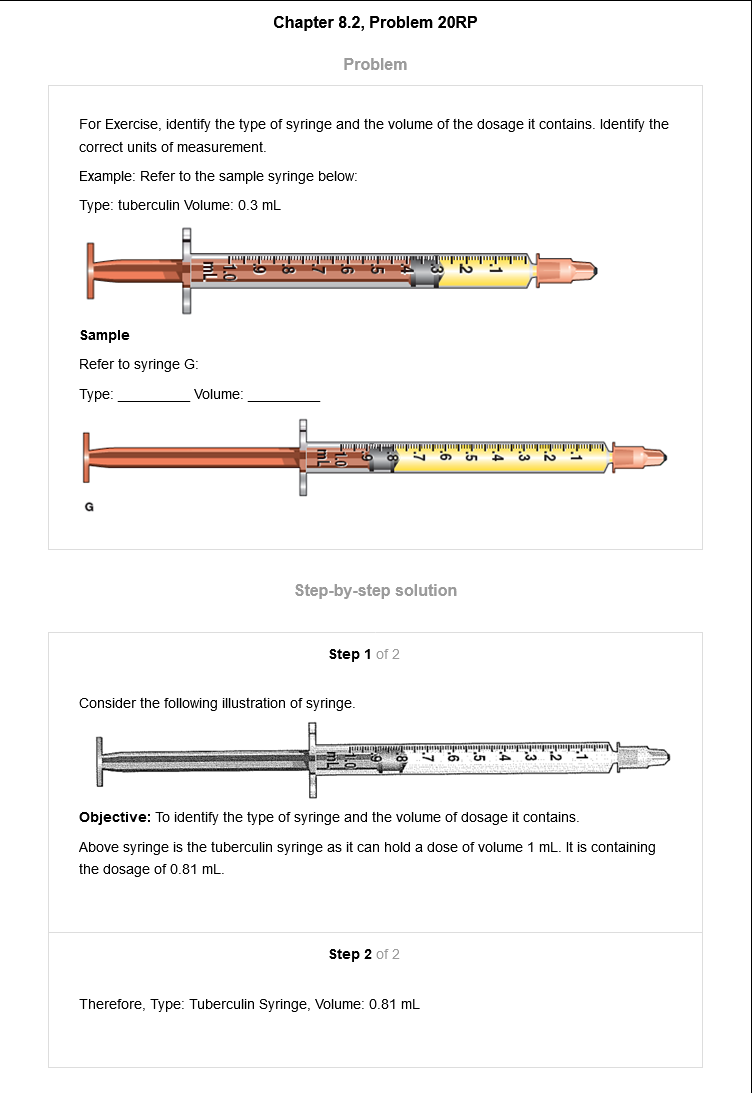 Chapter 8.2, Problem 20RP
Problem
For Exercise, identify the type of syringe and the volume of the dosage it contains. Identify the
correct units of measurement.
Example: Refer to the sample syringe below:
Type: tuberculin Volume: 0.3 mL
mL 1.0 .9 .8 .7 .6 .5 .4 .3 .2 .1
Sample
Refer to syringe G:
Type: __________ Volume: __________
mL 1.0 .9 .8 .7 .6 .5 .4 .3 .2 .1
G
Step-by-step solution
Step 1 of 2
Consider the following illustration of syringe.
mL 1.0 .9 .8 .7 .6 .5 .4 .3 .2 .1
Objective: To identify the type of syringe and the volume of dosage it contains.
Above syringe is the tuberculin syringe as it can hold a dose of volume 1 mL. It is containing
the dosage of 0.81 mL.
Step 2 of 2
Therefore, Type: Tuberculin Syringe, Volume: 0.81 mL